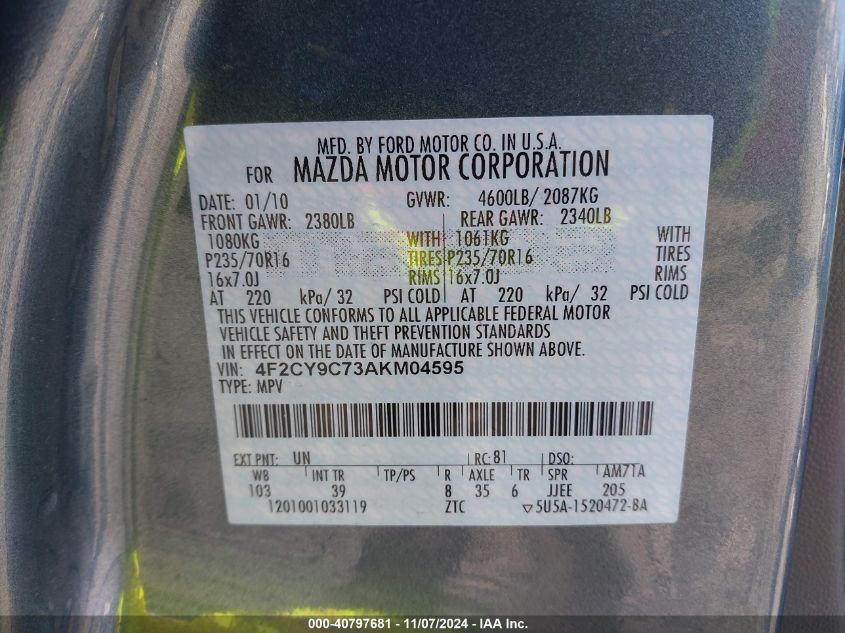 MFD. BY FORD MOTOR CO. IN U.S.A.
FOR MAZDA MOTOR CORPORATION
DATE: 01/10 GVWR: 4600LB/ 2087KG
FRONT GAWR: 2380LB REAR GAWR: 2340LB
1080KG WITH 1061KG WITH
P235/70R16 TIRES P235/70R16 TIRES
16x7.0J RIMS 16x7.0J RIMS
AT 220 kPa/ 32 PSI COLD AT 220 kPa/ 32 PSI COLD
THIS VEHICLE CONFORMS TO ALL APPLICABLE FEDERAL MOTOR
VEHICLE SAFETY AND THEFT PREVENTION STANDARDS
IN EFFECT ON THE DATE OF MANUFACTURE SHOWN ABOVE.
VIN: 4F2CY9C73AKM04595
TYPE: MPV
EXT PNT: UN RC: 81 DSO:
WB INT TR TP/PS R AXLE TR SPR AM71A
103 39 8 35 6 JJEE 205
1201001033119 ZTC ▽5U5A-1520472-BA
000-40797681 - 11/07/2024 - IAA Inc.